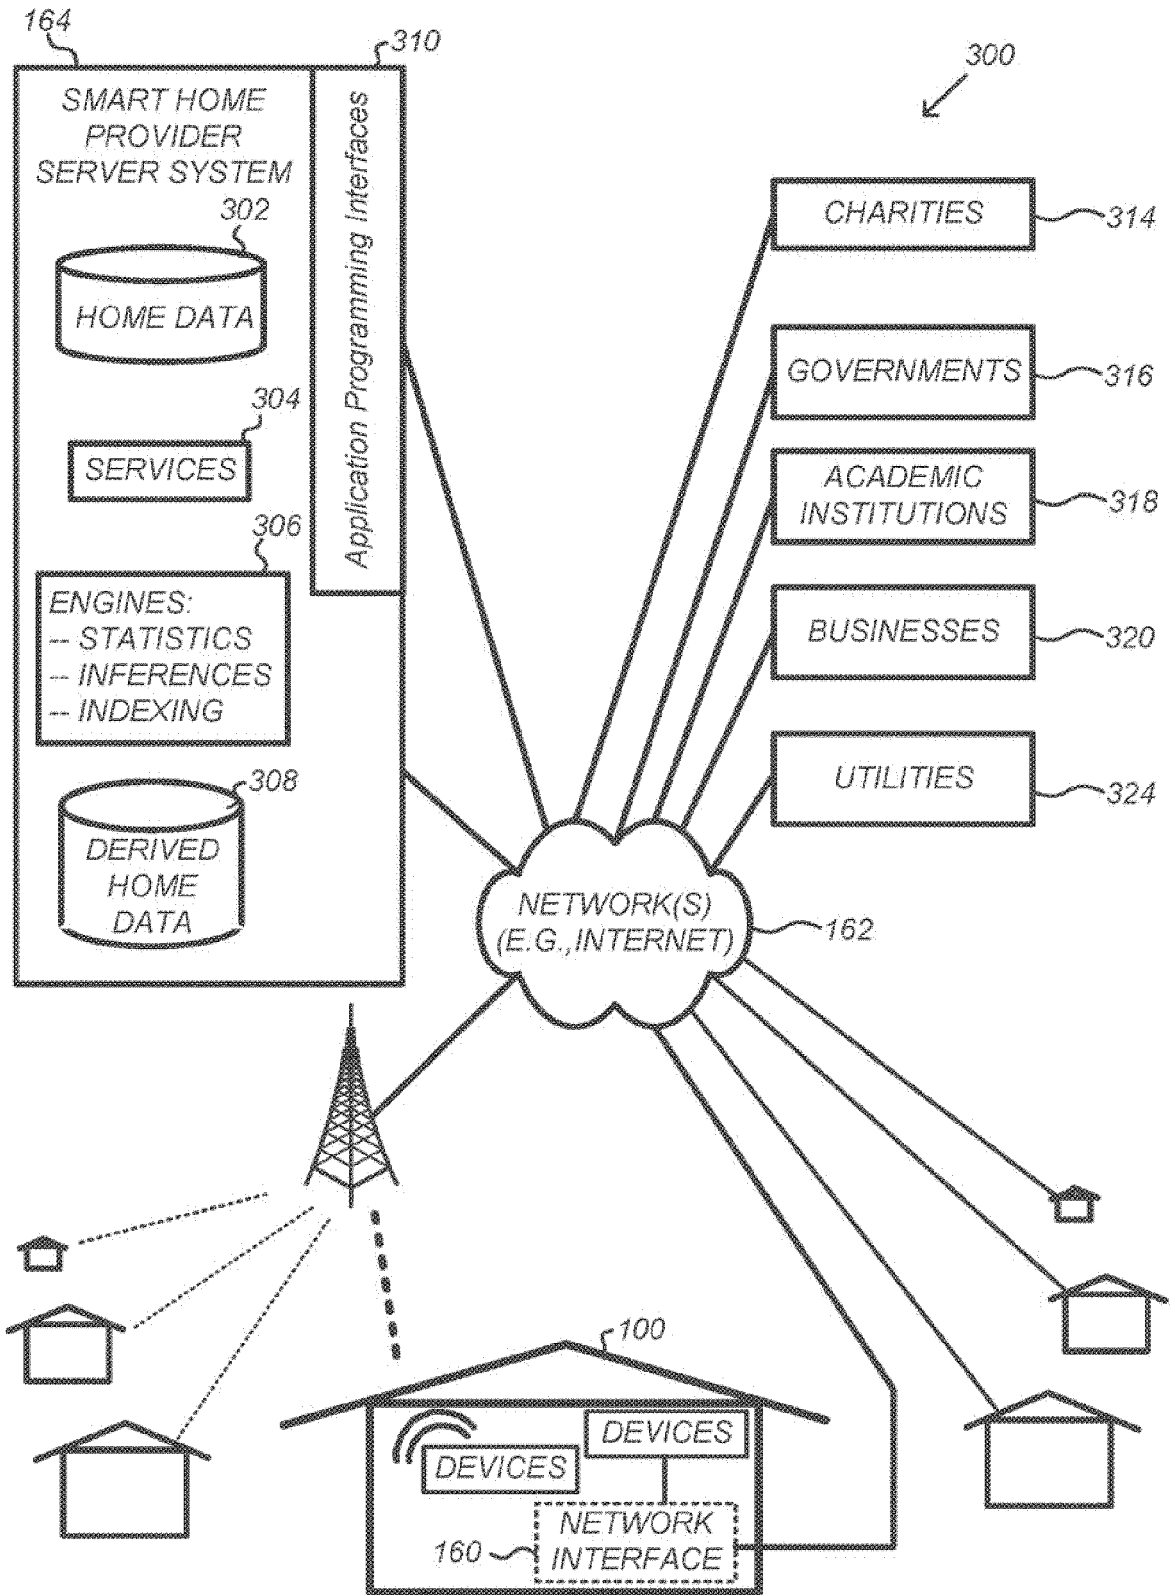 164
310
300
SMART HOME
PROVIDER
SERVER SYSTEM
Application Programming Interfaces
302
HOME DATA
304
SERVICES
306
ENGINES:
-- STATISTICS
-- INFERENCES
-- INDEXING
308
DERIVED
HOME
DATA
CHARITIES
314
GOVERNMENTS
316
ACADEMIC
INSTITUTIONS
318
BUSINESSES
320
UTILITIES
324
NETWORK(S)
(E.G.,INTERNET)
162
100
DEVICES
DEVICES
NETWORK
INTERFACE
160